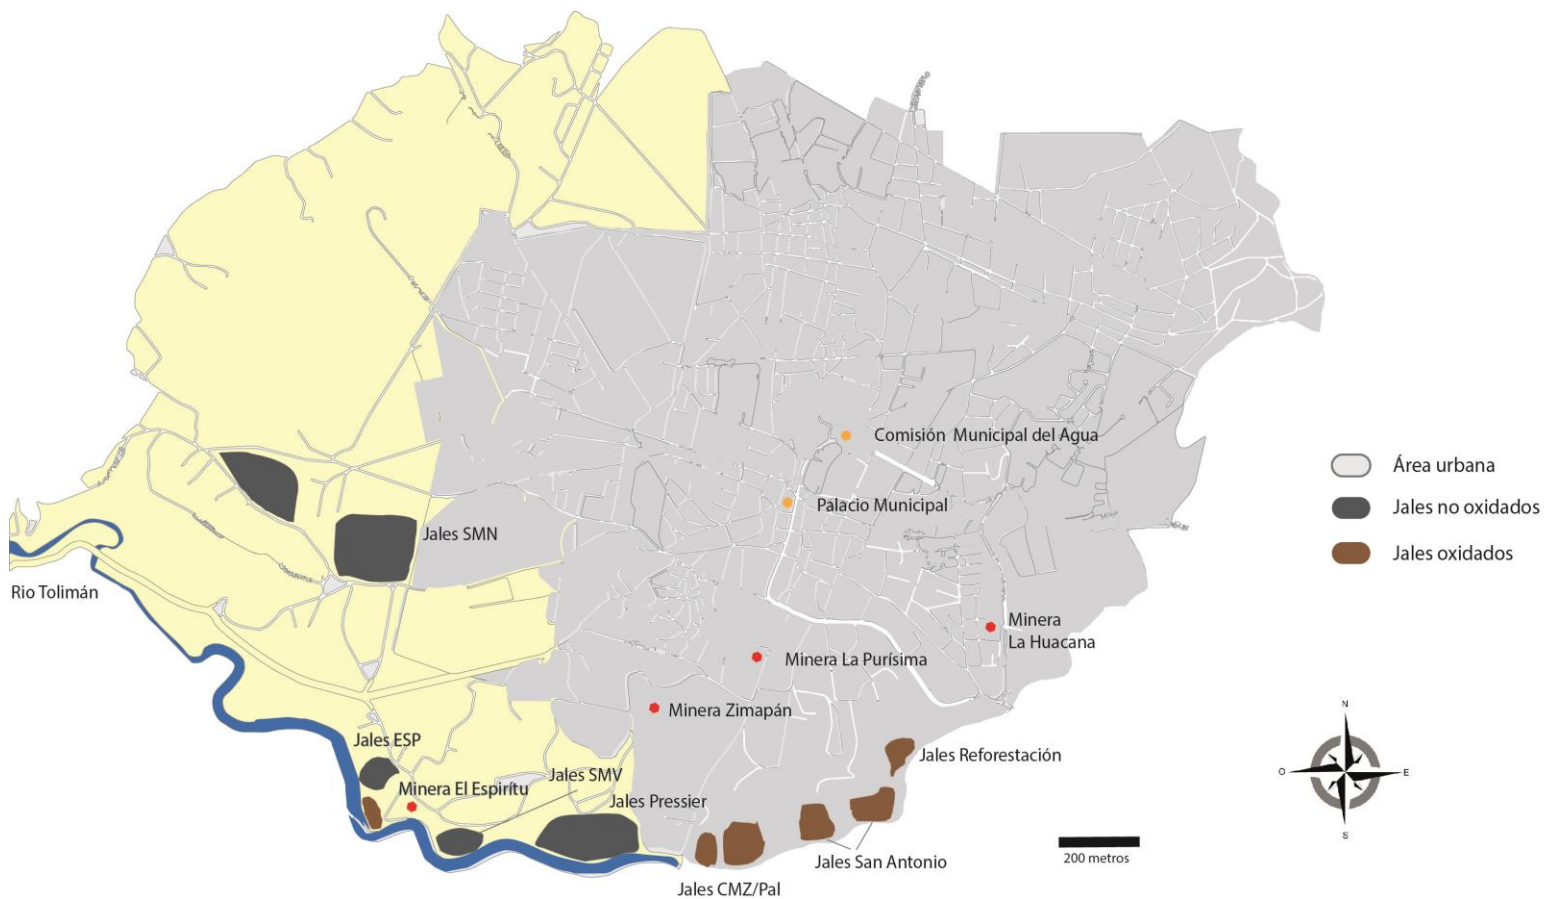 Comisión Municipal del Agua
Palacio Municipal
Área urbana
Jales no oxidados
Jales oxidados
Jales SMN
Rio Tolimán
Minera
La Huacana
Minera La Purísima
Minera Zimapán
Jales ESP
Jales Reforestación
Jales SMV
Minera El Espirítu
Jales Pressier
Jales San Antonio
Jales CMZ/Pal
200 metros
N
O
E
S